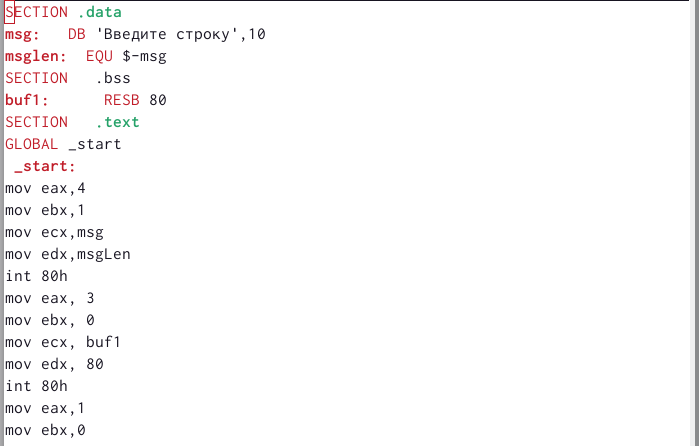 SECTION .data
msg: DB 'Введите строку',10
msglen: EQU $-msg
SECTION .bss
buf1: RESB 80
SECTION .text
GLOBAL _start
_start:
mov eax,4
mov ebx,1
mov ecx,msg
mov edx,msgLen
int 80h
mov eax, 3
mov ebx, 0
mov ecx, buf1
mov edx, 80
int 80h
mov eax,1
mov ebx,0